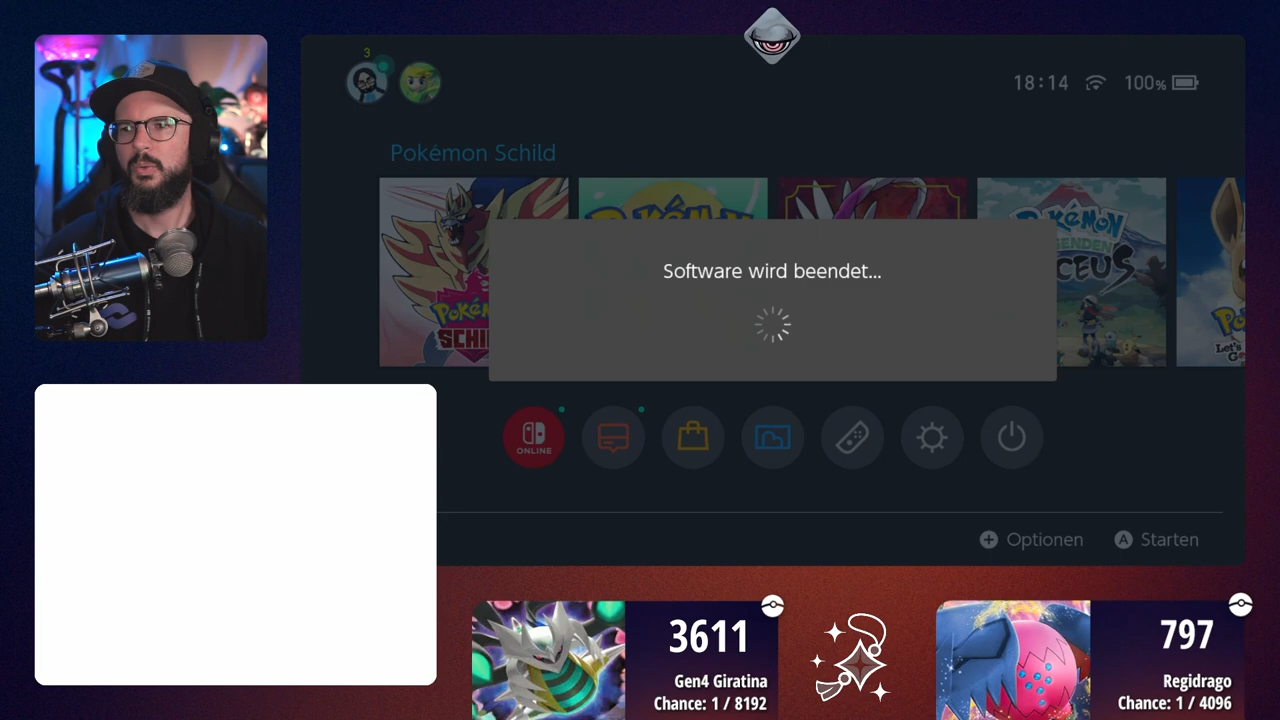 3
18:14
100%
Pokémon Schild
Software wird beendet...
ONLINE
Optionen
A Starten
3611
Gen4 Giratina
Chance: 1 / 8192
797
Regidrago
Chance: 1 / 4096